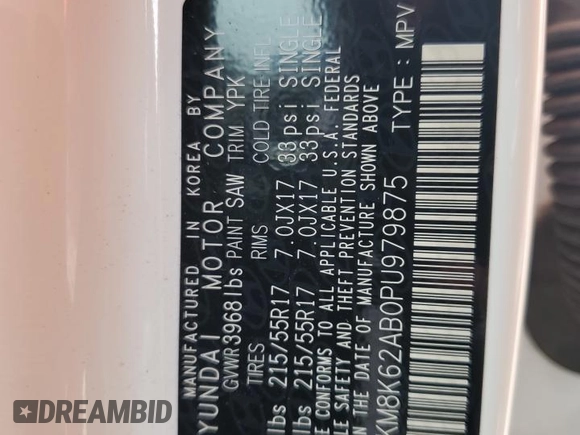 MANUFACTURED IN KOREA BY
YUNDAI MOTOR COMPANY
GVWR 3968lbs PAINT SAW TRIM YPK
TIRES RIMS COLD TIRE INFL
lbs 215/55R17 7.0JX17 33psi SINGLE
lbs 215/55R17 7.0JX17 33psi SINGLE
E CONFORMS TO ALL APPLICABLE U.S.A. FEDERAL
LE SAFETY AND THEFT PREVENTION STANDARDS
N THE DATE OF MANUFACTURE SHOWN ABOVE
KM8K62AB0PU979875 TYPE: MPV
DREAMBID